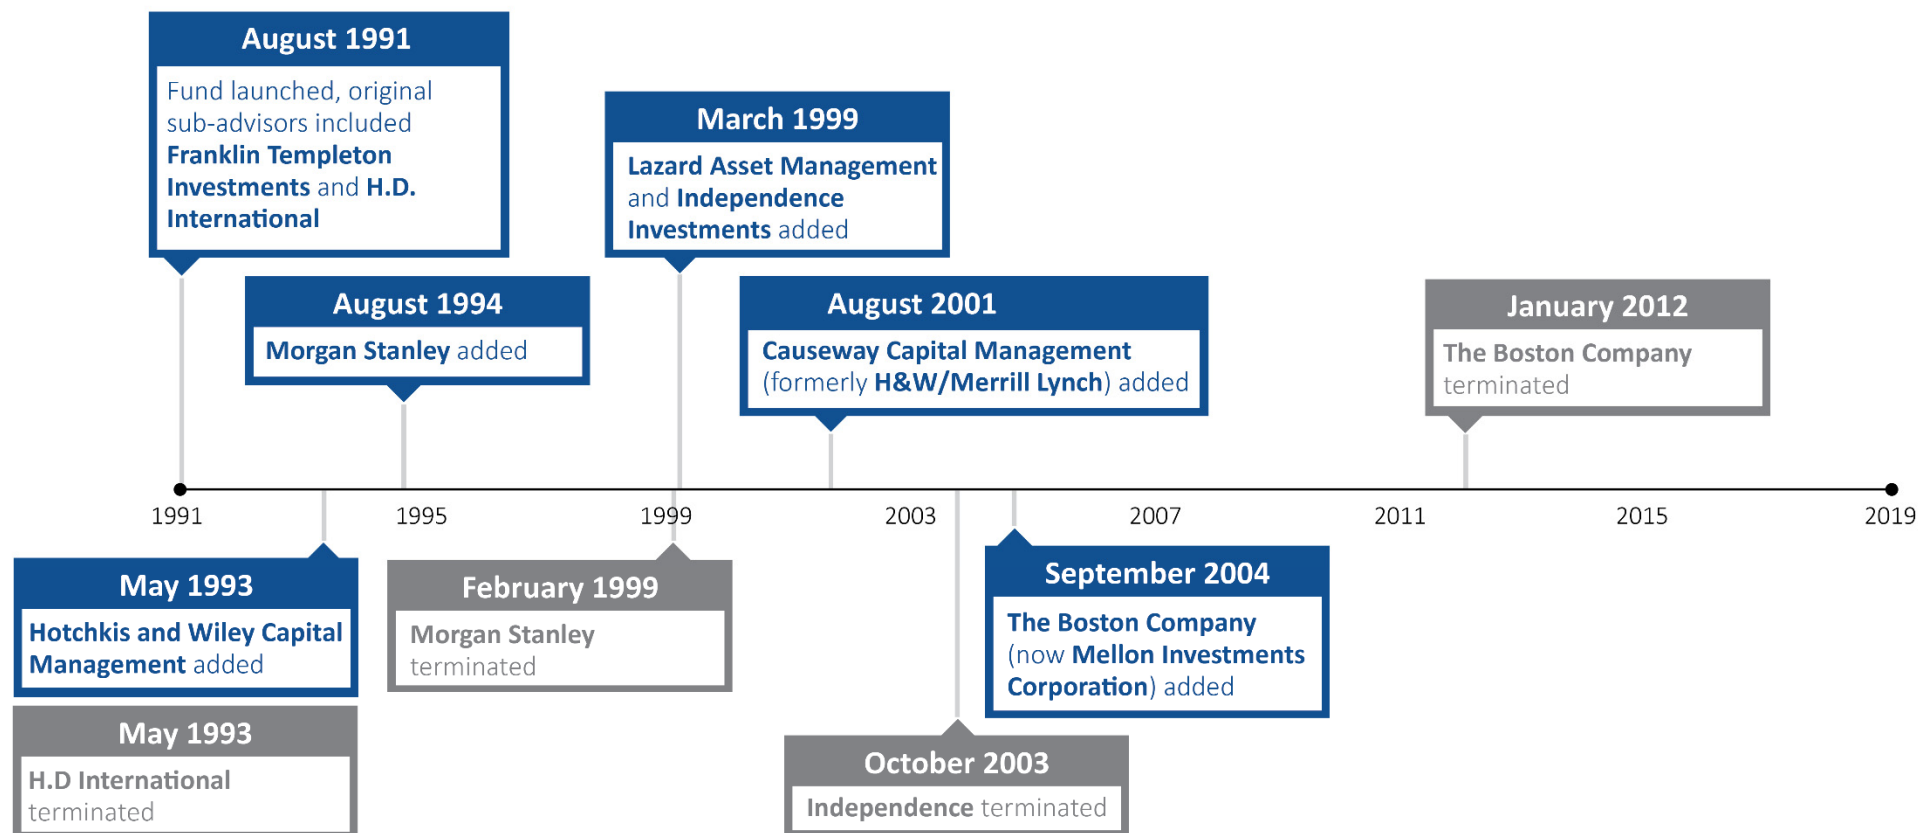 August 1991
Fund launched, original
sub-advisors included
Franklin Templeton
Investments and H.D.
International
March 1999
Lazard Asset Management
and Independence
Investments added
August 1994
Morgan Stanley added
August 2001
Causeway Capital Management
(formerly H&W/Merrill Lynch) added
January 2012
The Boston Company
terminated
1991
1995
1999
2003
2007
2011
2015
2019
May 1993
Hotchkis and Wiley Capital
Management added
February 1999
Morgan Stanley
terminated
September 2004
The Boston Company
(now Mellon Investments
Corporation) added
May 1993
H.D International
terminated
October 2003
Independence terminated